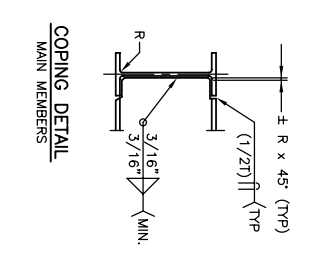 R
± R x 45° (TYP)
(1/2T)
TYP
3/16"
3/16"
MIN.
COPING DETAIL
MAIN MEMBERS